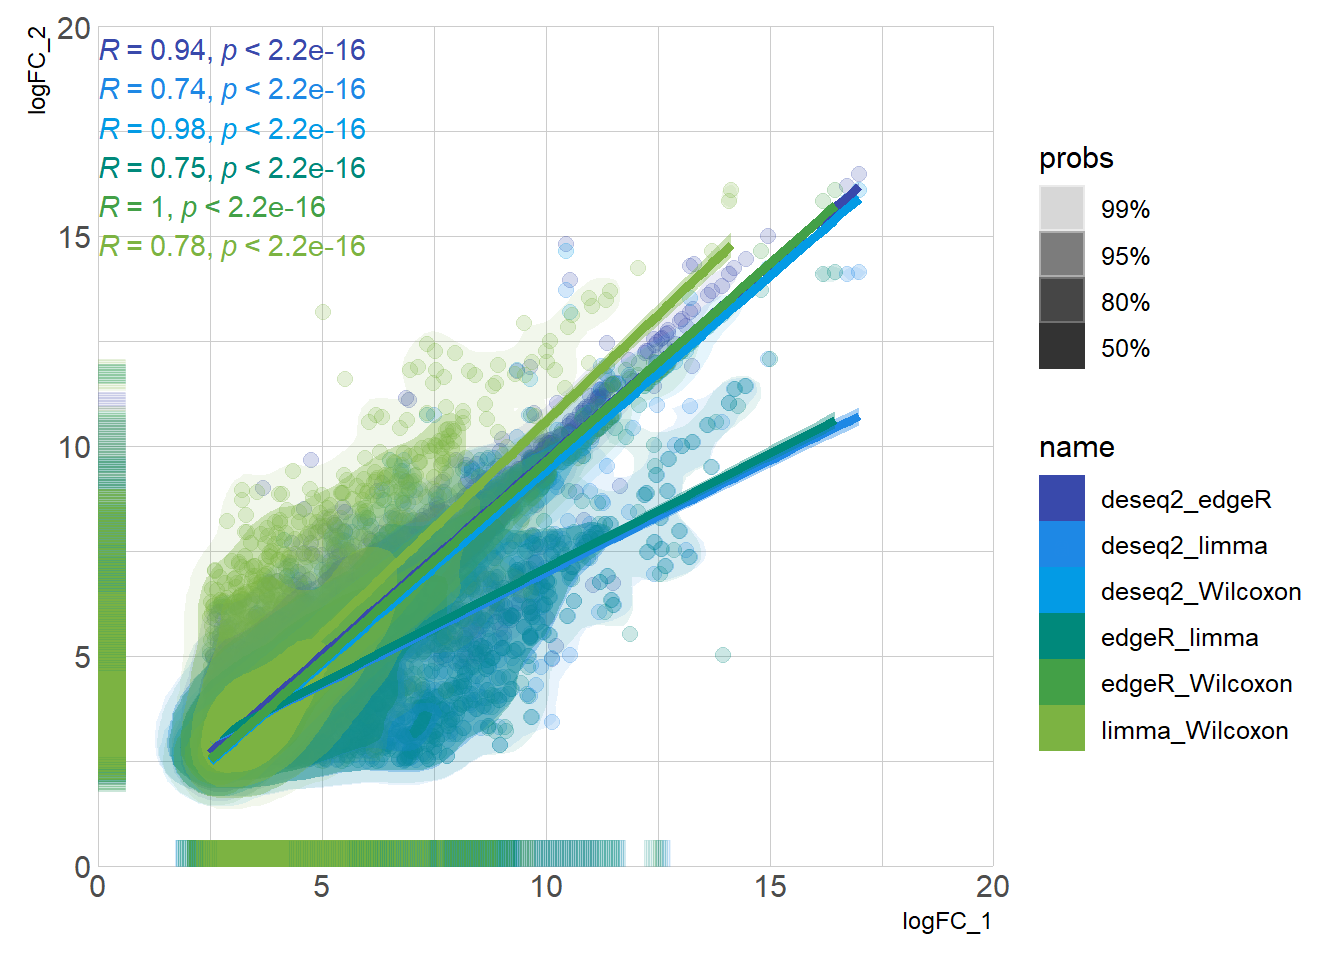 logFC_2
20
R = 0.94, p < 2.2e-16
R = 0.74, p < 2.2e-16
R = 0.98, p < 2.2e-16
R = 0.75, p < 2.2e-16
R = 1, p < 2.2e-16
R = 0.78, p < 2.2e-16
15
10
5
0
0 5 10 15 20
logFC_1
probs
99%
95%
80%
50%
name
deseq2_edgeR
deseq2_limma
deseq2_Wilcoxon
edgeR_limma
edgeR_Wilcoxon
limma_Wilcoxon